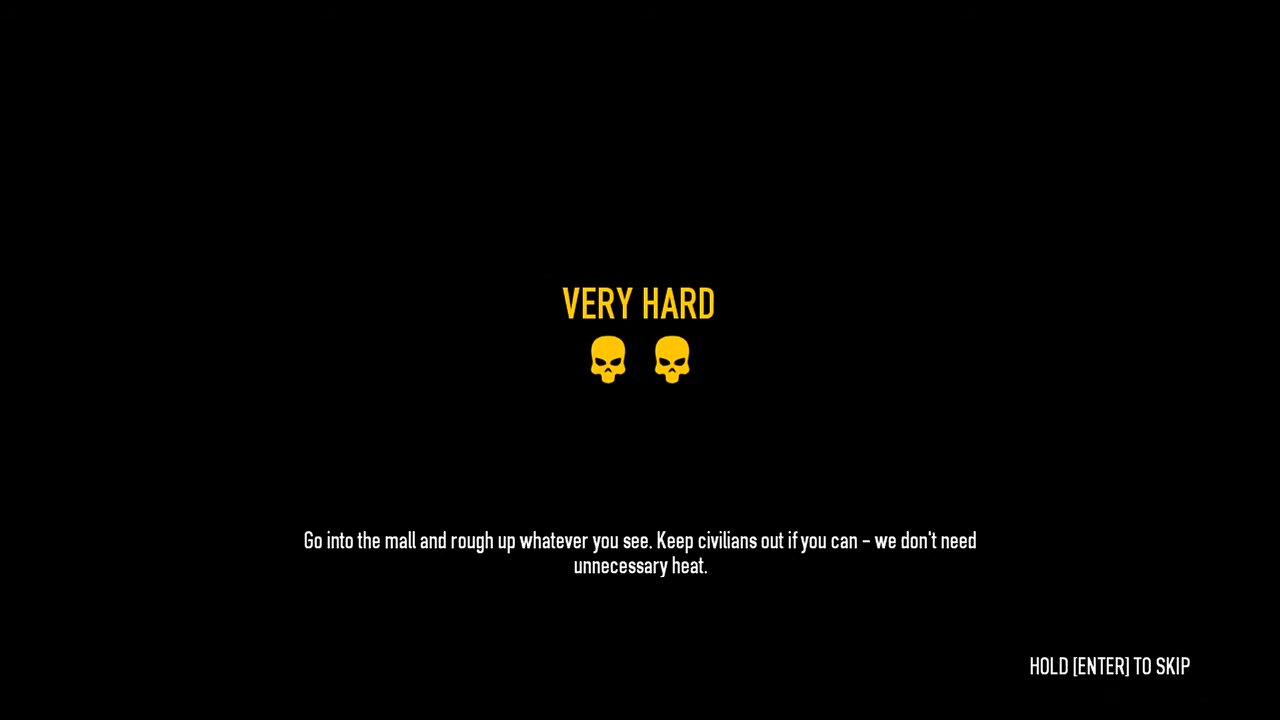 VERY HARD
Go into the mall and rough up whatever you see. Keep civilians out if you can - we don't need
unnecessary heat.
HOLD [ENTER] TO SKIP